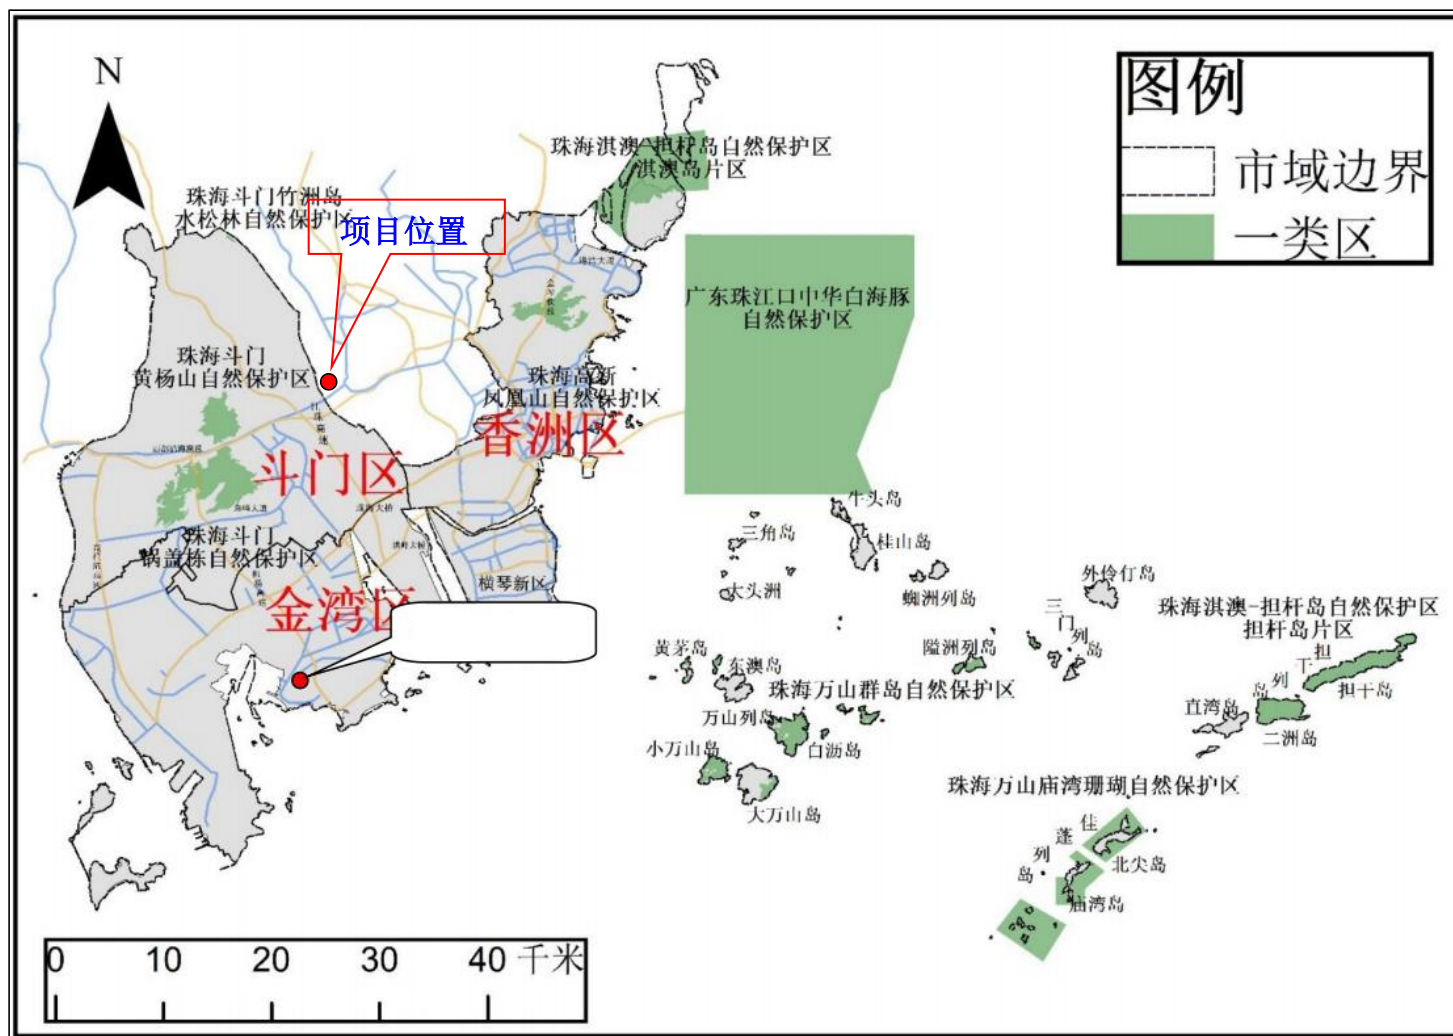 N
图例
市域边界
一类区
珠海淇澳-担杆岛自然保护区
淇澳岛片区
珠海斗门竹洲岛
水松林自然保护区
项目位置
广东珠江口中华白海豚
自然保护区
珠海斗门
黄杨山自然保护区
珠海高新
凤凰山自然保护区
香洲区
江珠高速
斗门区
珠海大桥
珠海斗门
锅盖栋自然保护区
横琴新区
金湾区
牛头岛
三角岛
桂山岛
大头洲
蜘洲列岛
外伶仃岛
三门列岛
珠海淇澳-担杆岛自然保护区
担杆岛片区
黄茅岛
东澳岛
隘洲列岛
珠海万山群岛自然保护区
担干列岛
担干岛
直湾岛
二洲岛
万山列岛
白沥岛
小万山岛
大万山岛
珠海万山庙湾珊瑚自然保护区
佳蓬列岛
北尖岛
庙湾岛
0 10 20 30 40 千米